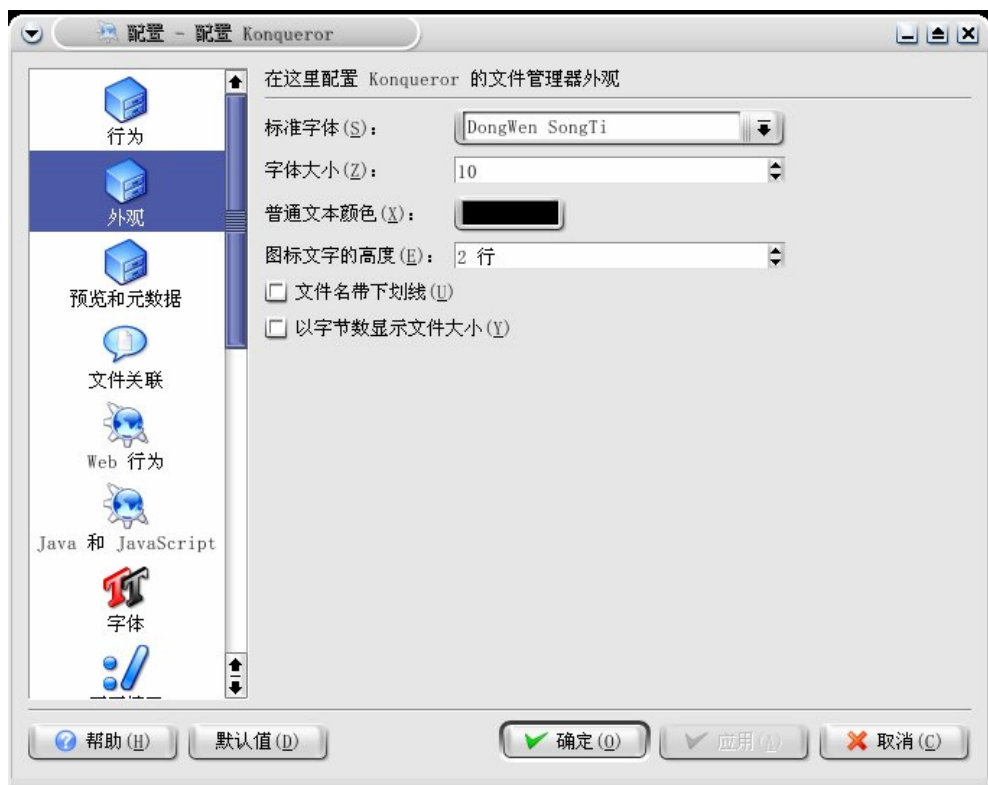 配置 - 配置 Konqueror
行为
外观
预览和元数据
文件关联
Web 行为
Java 和 JavaScript
字体
在这里配置 Konqueror 的文件管理器外观
标准字体(S): DongWen SongTi
字体大小(Z): 10
普通文本颜色(X):
图标文字的高度(E): 2 行
文件名带下划线(U)
以字节数显示文件大小(Y)
帮助(H) 默认值(D) 确定(O) 应用(A) 取消(C)